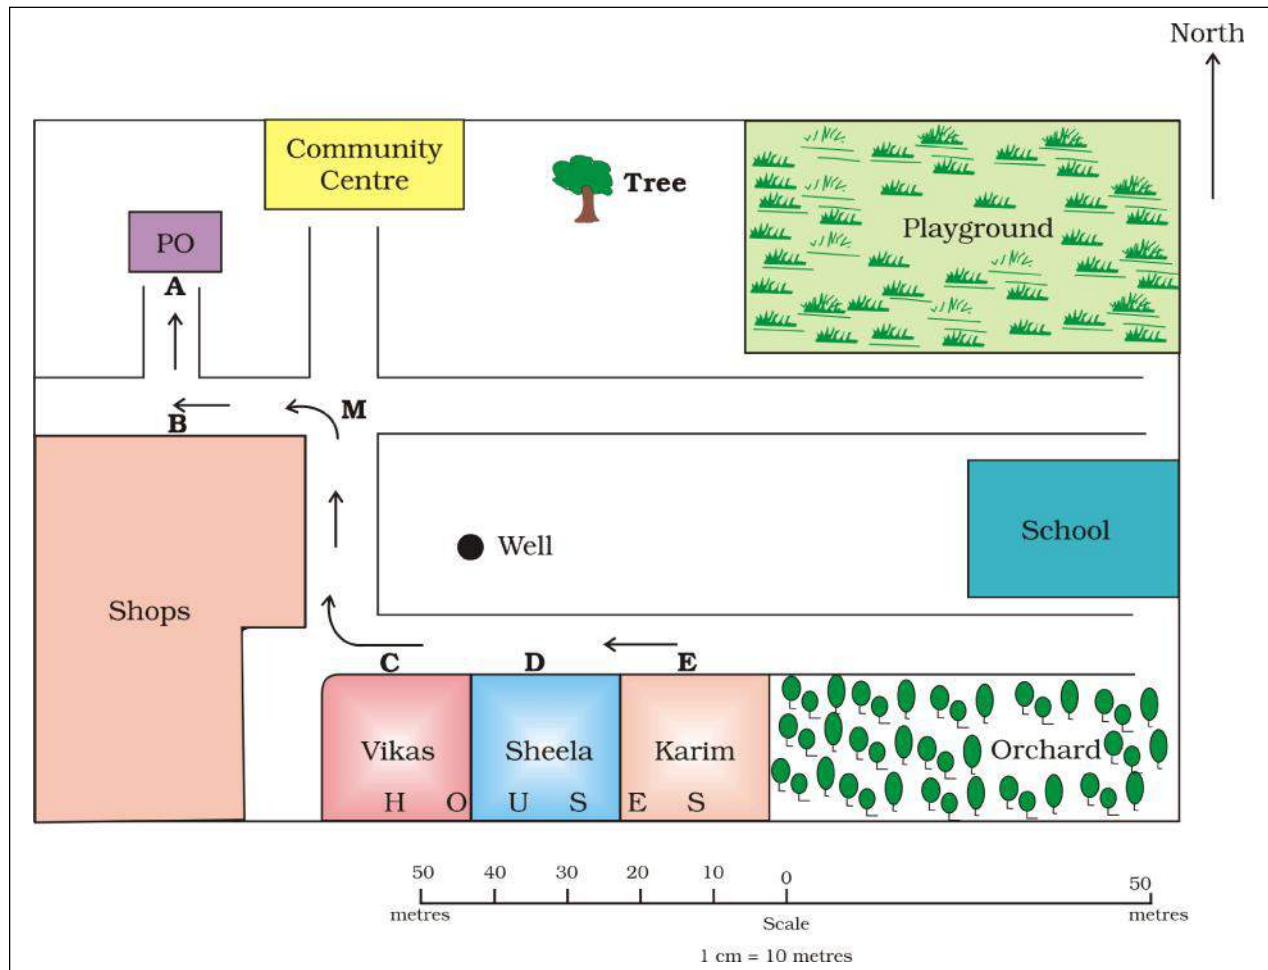 North
Community
Centre
Tree
PO
Playground
A
M
B
School
Well
Shops
C D E
Vikas Sheela Karim Orchard
H O U S E S
50 40 30 20 10 0 50
metres metres
Scale
1 cm = 10 metres